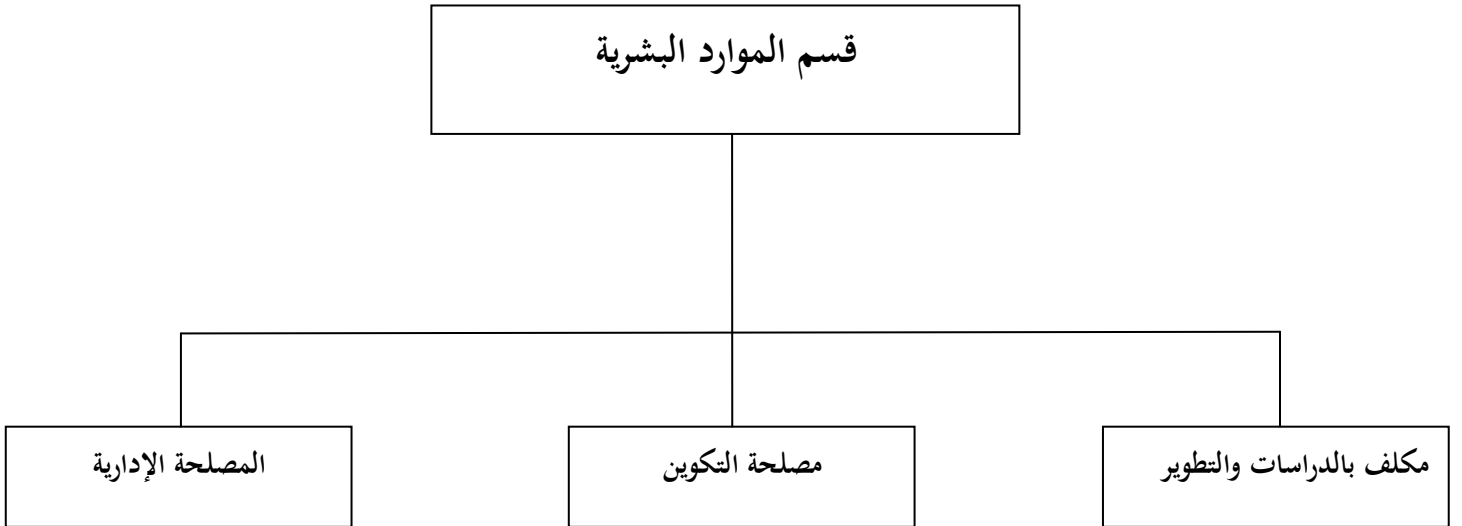 قسم الموارد البشرية
مكلف بالدراسات والتطوير
مصلحة التكوين
المصلحة الإدارية